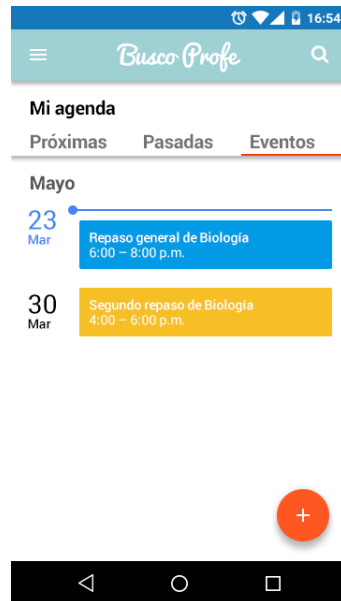 16:54
Busco Profe
Mi agenda
Próximas Pasadas Eventos
Mayo
23
Mar
Repaso general de Biología
6:00 – 8:00 p.m.
30
Mar
Segundo repaso de Biología
4:00 – 6:00 p.m.
+